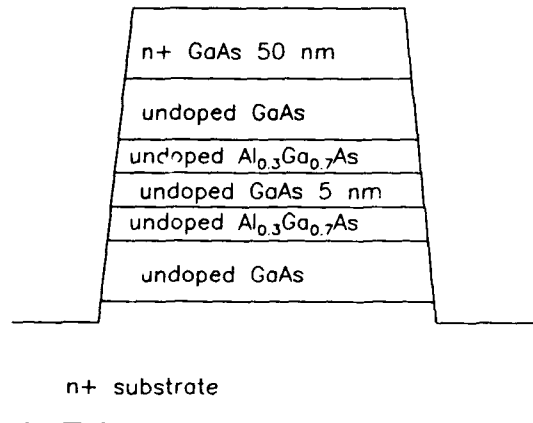 n+ GaAs 50 nm
undoped GaAs
undoped Al₀.₃Ga₀.₇As
undoped GaAs 5 nm
undoped Al₀.₃Ga₀.₇As
undoped GaAs
n+ substrate